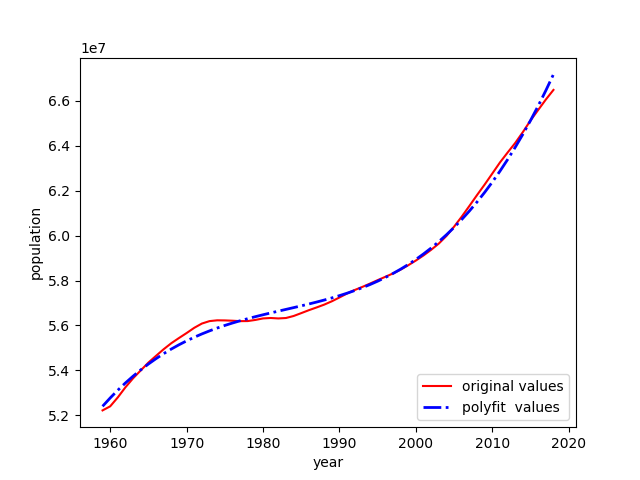 1e7
6.6
6.4
6.2
6.0
5.8
5.6
5.4
5.2
population
original values
polyfit  values
1960 1970 1980 1990 2000 2010 2020
year